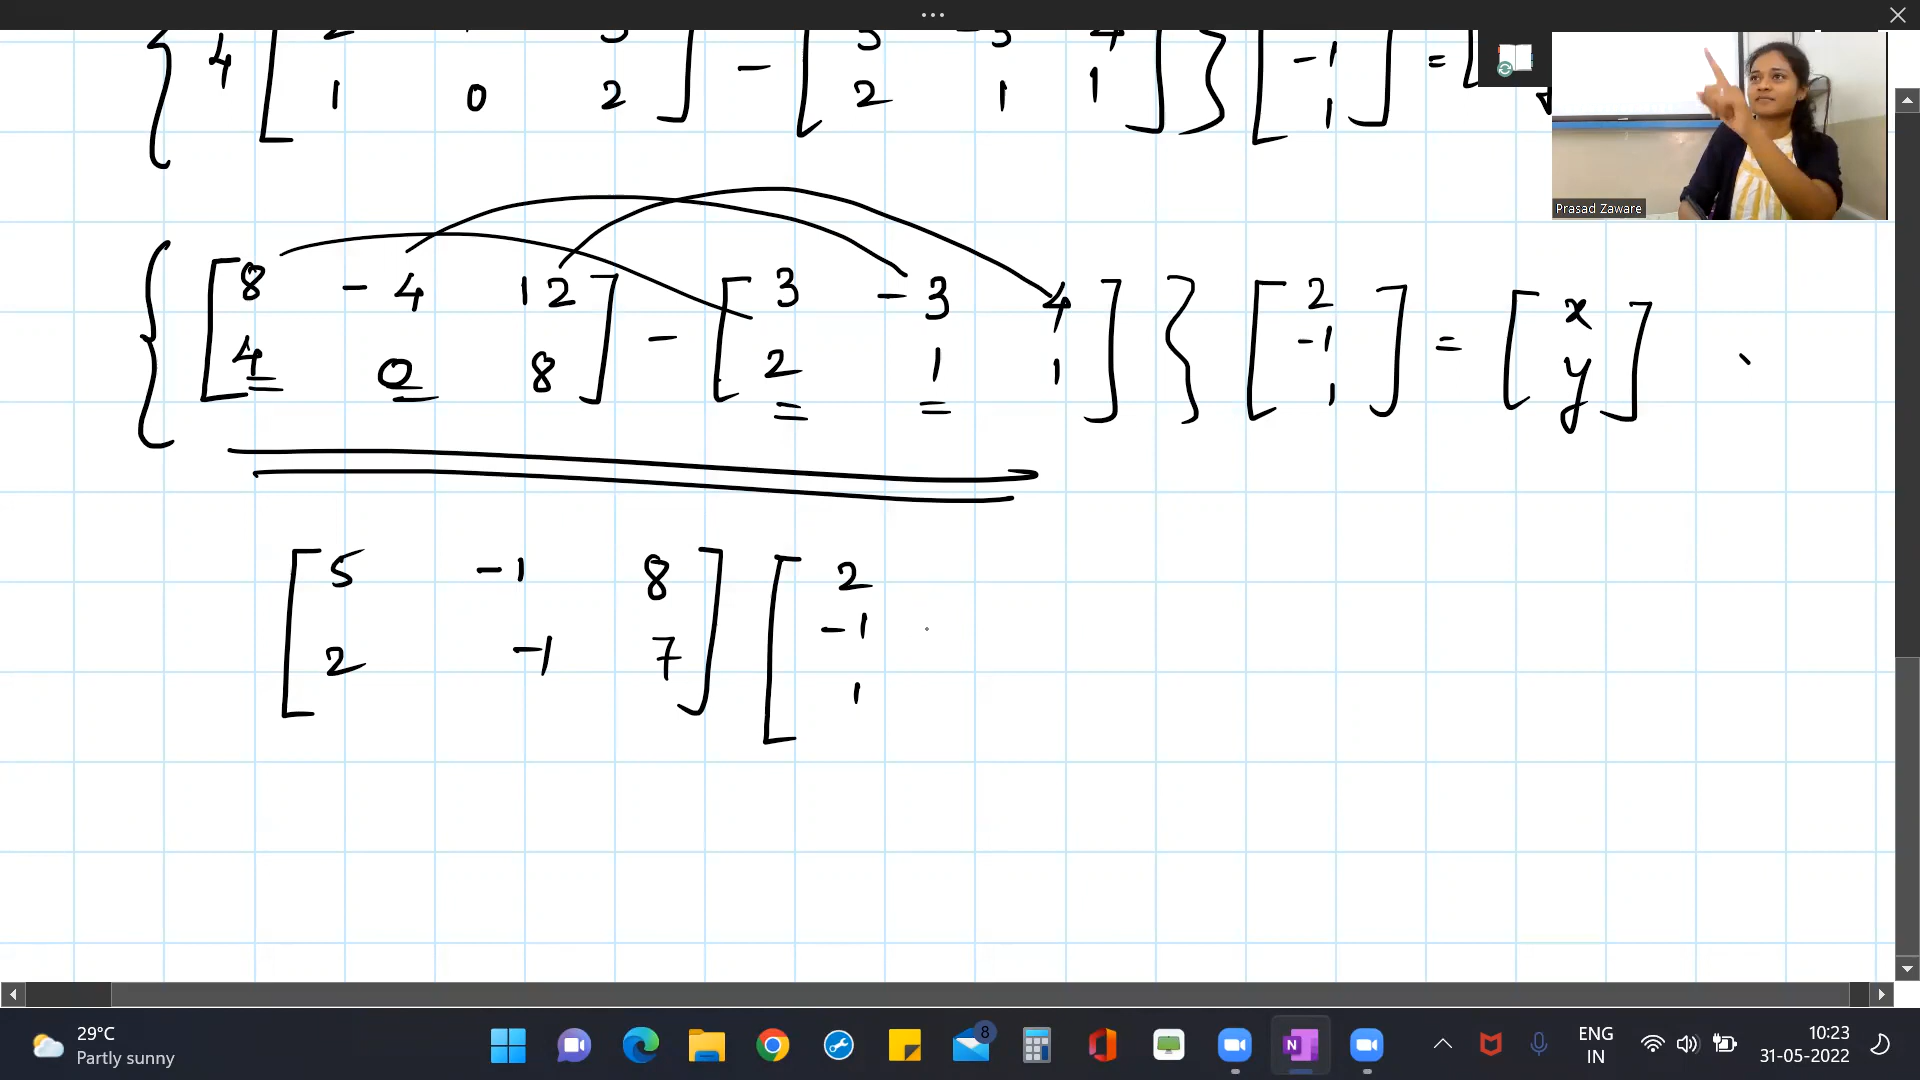 4 [ 1 0 2 ] - [ 2 1 1 ] } [ -1 1 ] = [
Prasad Zaware
{ [ 8 -4 12 ] - [ 3 -3 4 ] } [ 2 ] = [ x ]
4 0 8 2 1 1 -1 y
1
[ 5 -1 8 ] [ 2
2 -1 7 -1
1
8
29°C
Partly sunny
ENG
IN
10:23
31-05-2022